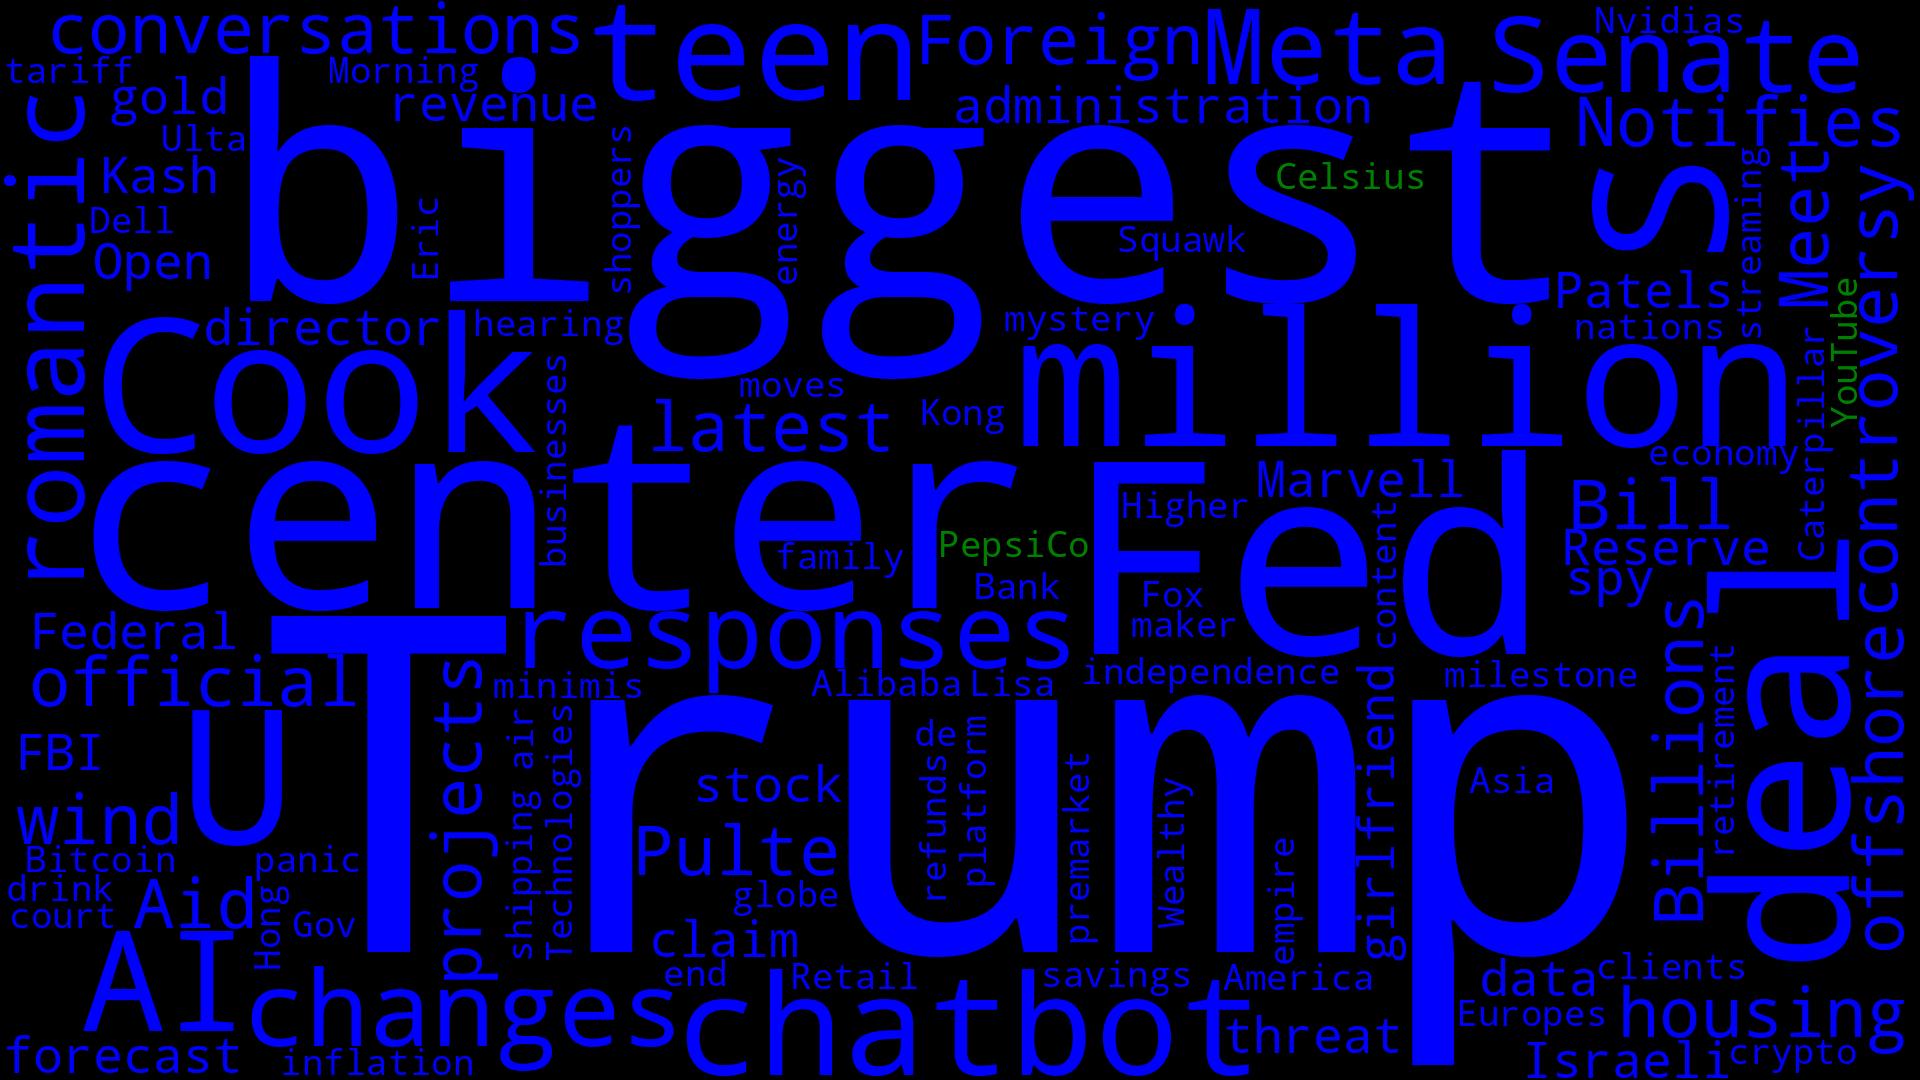 conversations
teen
Foreign
Meta
Senate
Nvidias
tariff
Morning
gold
revenue
administration
Notifies
Ulta
biggest
s
Kash
shoppers
energy
Celsius
streaming
Meet
Dell
Eric
Squawk
Open
romantic
Patels
director
hearing
mystery
nations
YouTube
Cook
million
moves
latest
Kong
economy
Caterpillar
businesses
center
Fed
Higher
Marvell
content
Bill
PepsiCo
family
Reserve
Bank
Fox
spy
maker
Federal
responses
independence
milestone
official
minimis
Alibaba
Lisa
deal
Billions
retirement
offshore
controversy
Trump
U
projects
FBI
shipping
air
Technologies
stock
de
refunds
platform
premarket
Wealthy
girlfriend
Asia
wind
Pulte
Bitcoin
panic
drink
globe
court
Aid
Hong
Gov
empire
claim
AI
changes
end
Retail
chatbot
savings
America
data
clients
threat
Europes
housing
forecast
inflation
Israeli
crypto